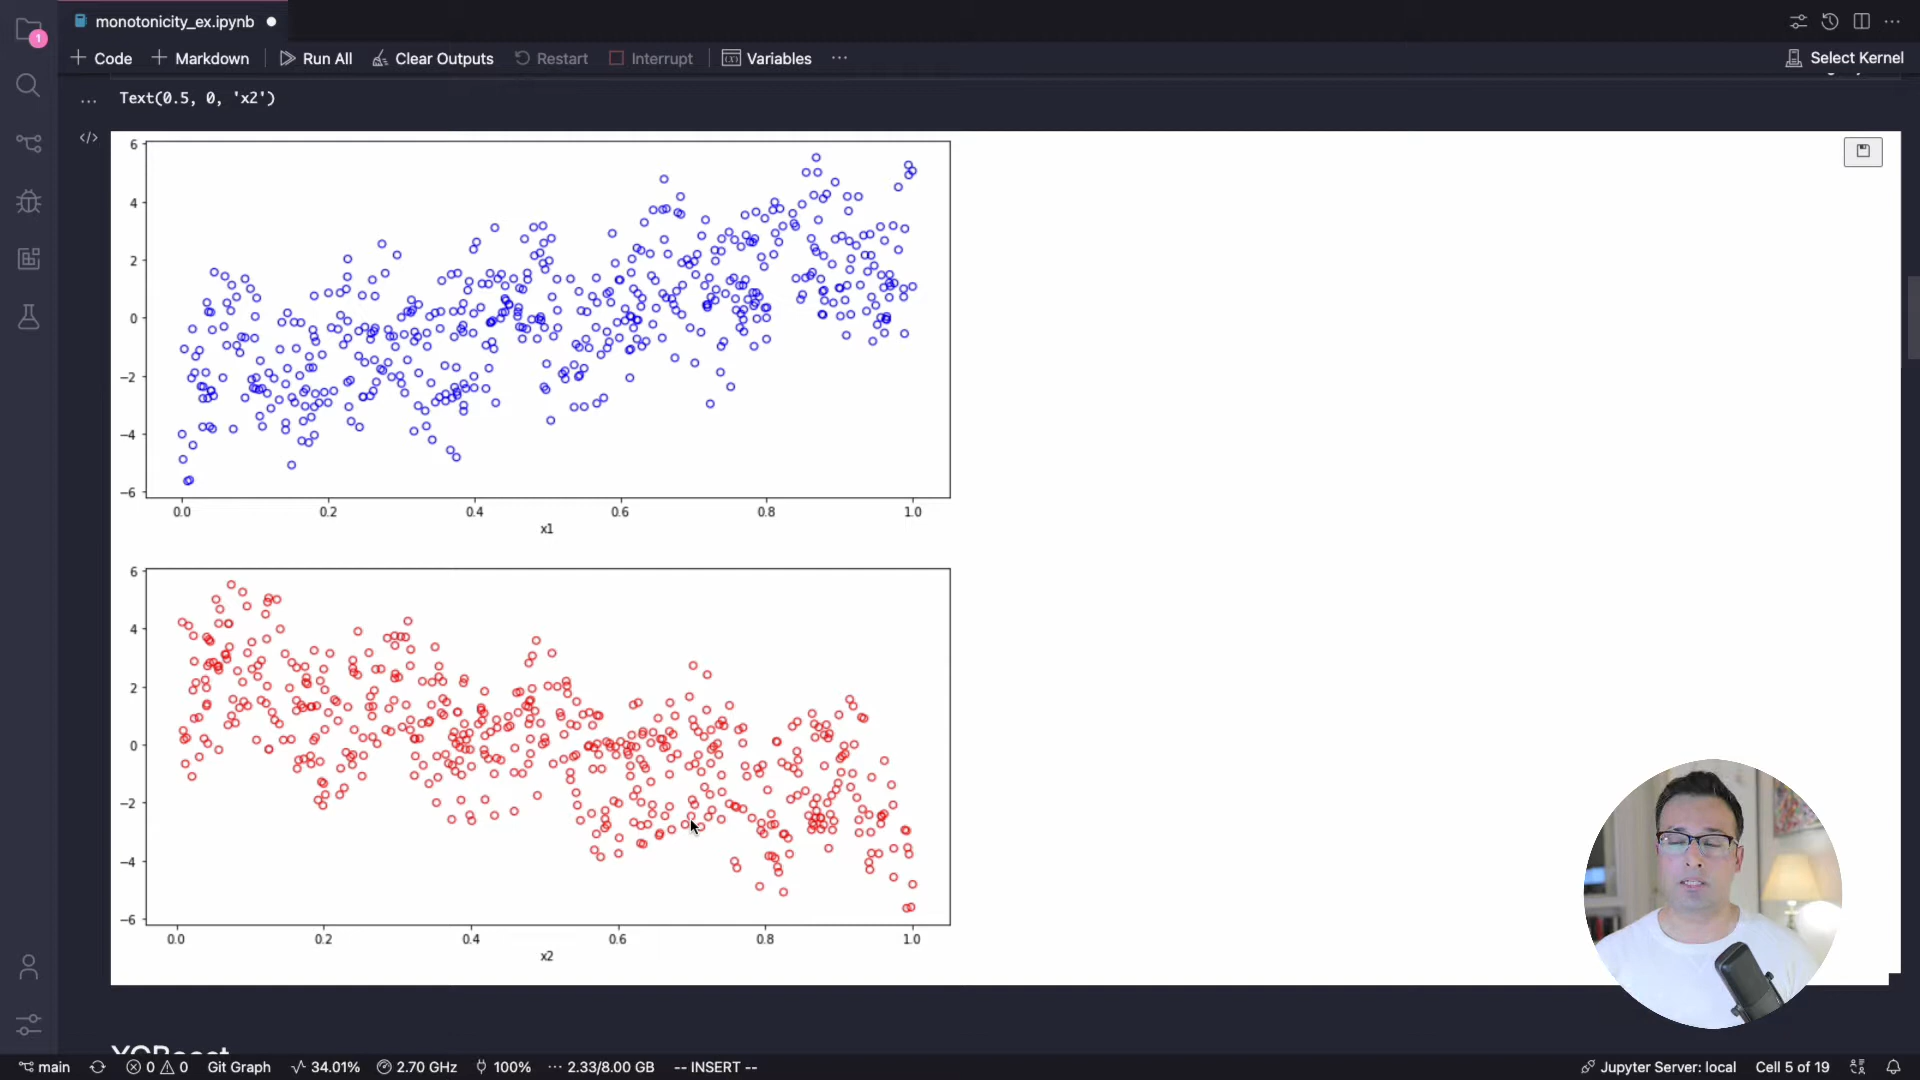 1
monotonicity_ex.ipynb
Code Markdown Run All Clear Outputs Restart Interrupt Variables ... Select Kernel
... Text(0.5, 0, 'x2')
6
4
2
0
−2
−4
−6
0.0 0.2 0.4 0.6 0.8 1.0
x1
6
4
2
0
−2
−4
−6
0.0 0.2 0.4 0.6 0.8 1.0
x2
XGBoost
main 0 0 Git Graph 34.01% 2.70 GHz 100% ... 2.33/8.00 GB -- INSERT -- Jupyter Server: local Cell 5 of 19